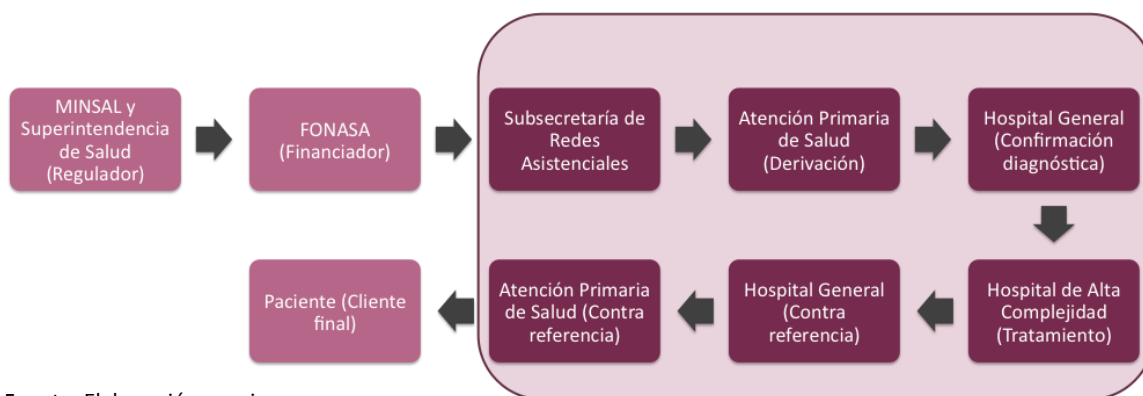 MINSAL y
Superintendencia
de Salud
(Regulador)
FONASA
(Financiador)
Subsecretaría de
Redes
Asistenciales
Atención Primaria
de Salud
(Derivación)
Hospital General
(Confirmación
diagnóstica)
Paciente (Cliente
final)
Atención Primaria
de Salud (Contra
referencia)
Hospital General
(Contra
referencia)
Hospital de Alta
Complejidad
(Tratamiento)